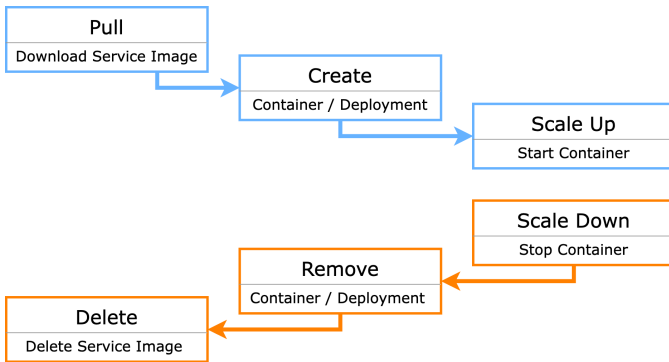 Pull
Download Service Image
Create
Container / Deployment
Scale Up
Start Container
Scale Down
Stop Container
Remove
Container / Deployment
Delete
Delete Service Image